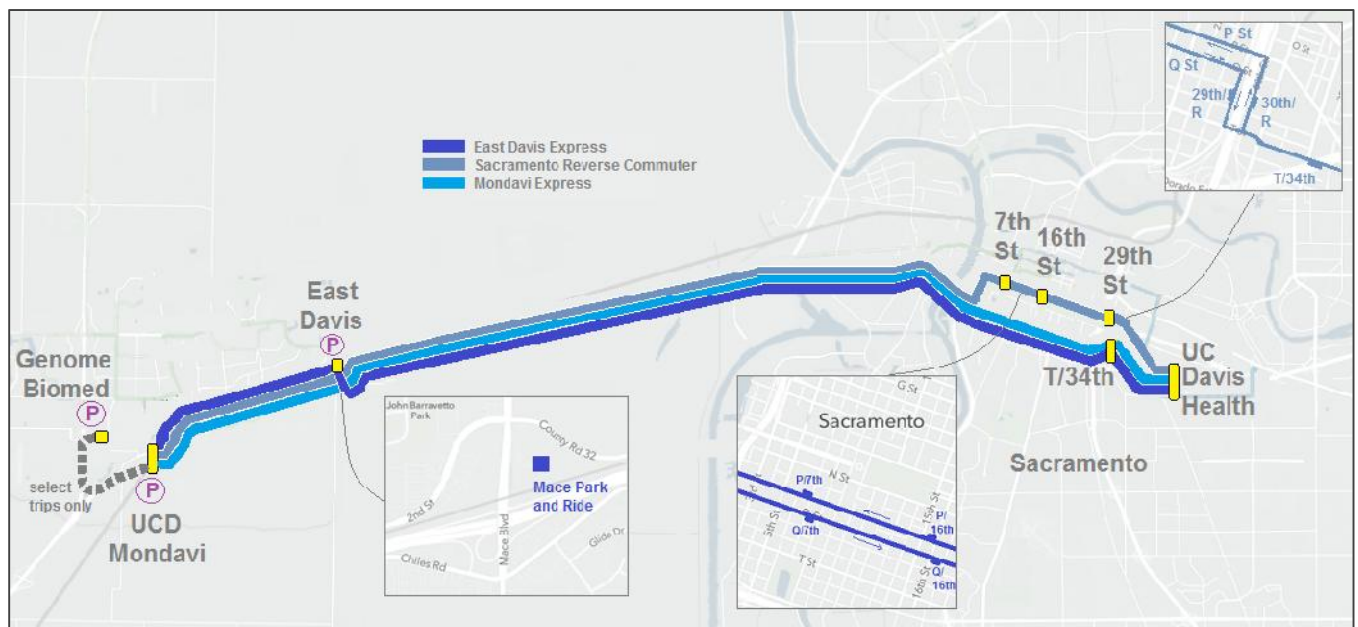 East Davis Express
Sacramento Reverse Commuter
Mondavi Express
P St
Q St
O St
29th/
R
30th/
R
T/34th
7th
St
16th
St
29th
St
T/34th
UC
Davis
Health
Sacramento
East
Davis
P
Genome
Biomed
P
select
trips only
P
UCD
Mondavi
John Barravetto
Park
County Rd 32
Mace Park
and Ride
2nd St
Mace Blvd
Chiles Rd
Glide Dr
G St
Sacramento
N St
P/7th
Q/7th
5th St
T St
15th St
P/
16th
Q/
16th
16th St